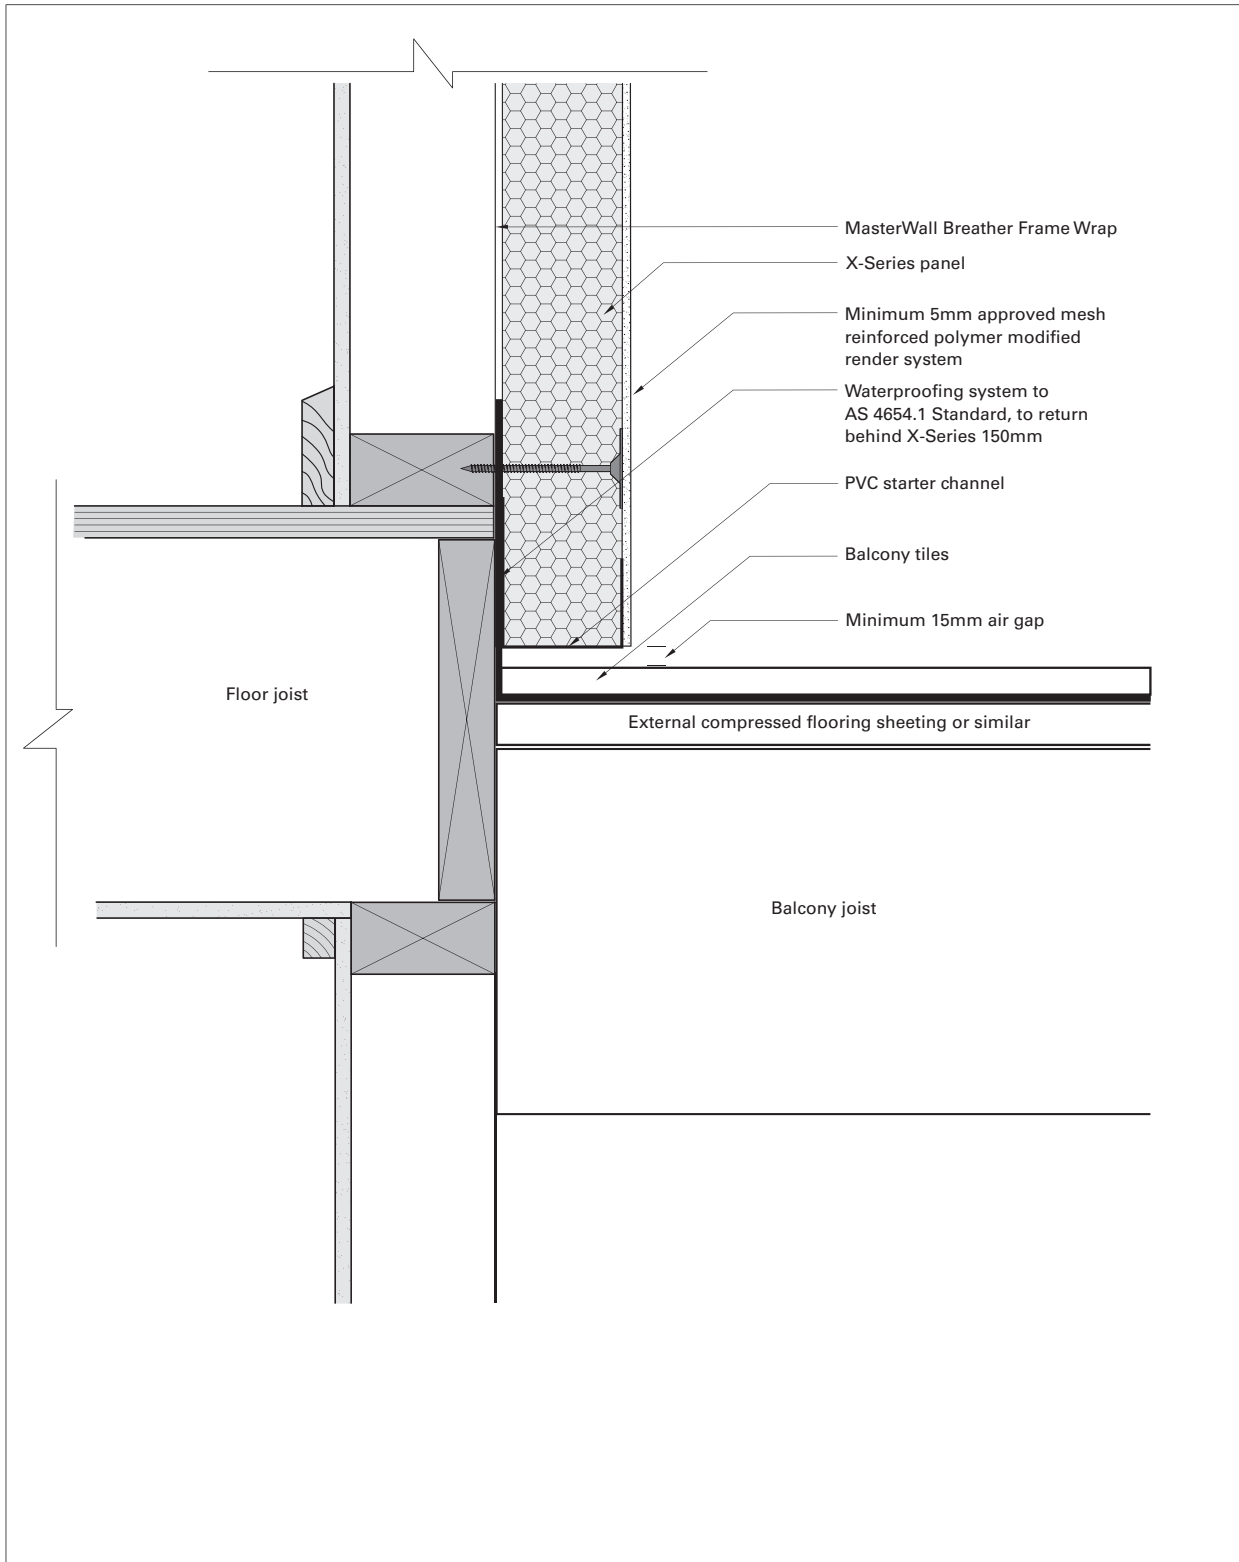 MasterWall Breather Frame Wrap
X-Series panel
Minimum 5mm approved mesh
reinforced polymer modified
render system
Waterproofing system to
AS 4654.1 Standard, to return
behind X-Series 150mm
PVC starter channel
Balcony tiles
Minimum 15mm air gap
Floor joist
External compressed flooring sheeting or similar
Balcony joist